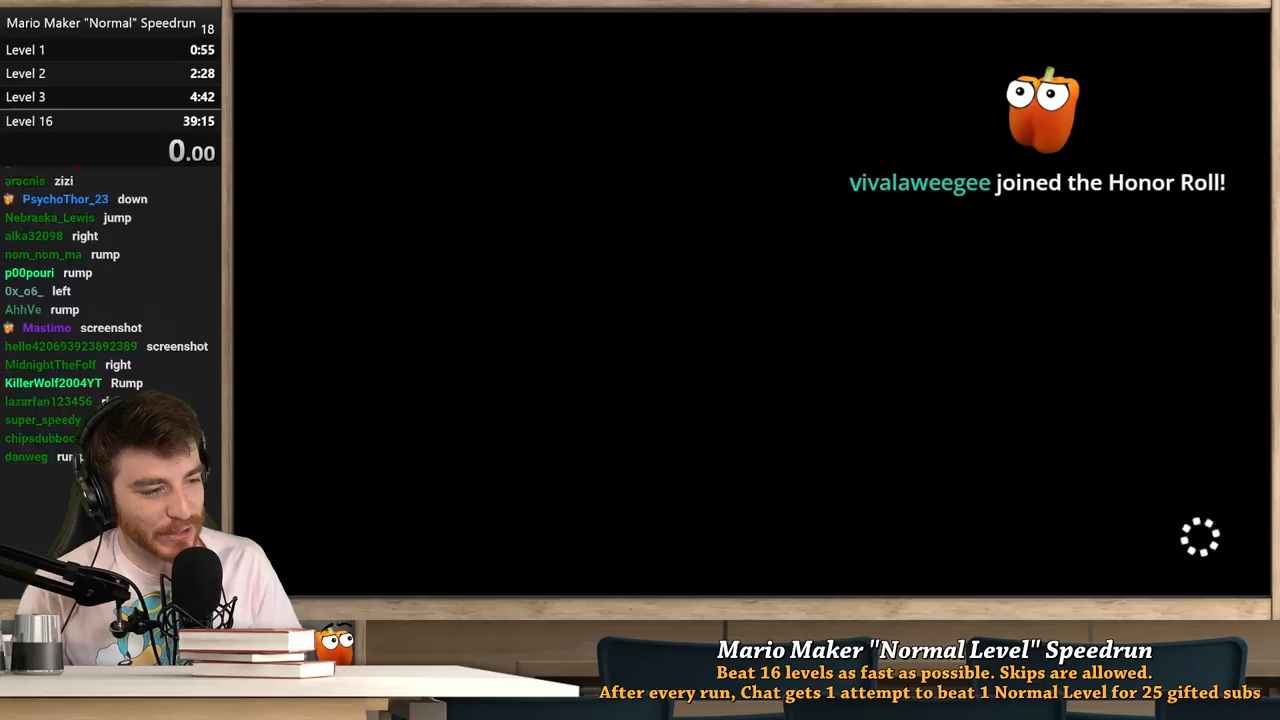 Mario Maker "Normal" Speedrun 18
Level 1 0:55
Level 2 2:28
Level 3 4:42
Level 16 39:15
0.00
aracnis zizi
PsychoThor_23 down
Nebraska_Lewis jump
alka32098 right
nom_nom_ma rump
p00pouri rump
0x_o6_ left
AhhVe rump
Mastimo screenshot
hello420693923892389 screenshot
MidnightTheFolf right
KillerWolf2004YT Rump
lazarfan123456
super_speedy
danweg
vivalaweegee joined the Honor Roll!
Mario Maker "Normal Level" Speedrun
Beat 16 levels as fast as possible. Skips are allowed.
After every run, Chat gets 1 attempt to beat 1 Normal Level for 25 gifted subs